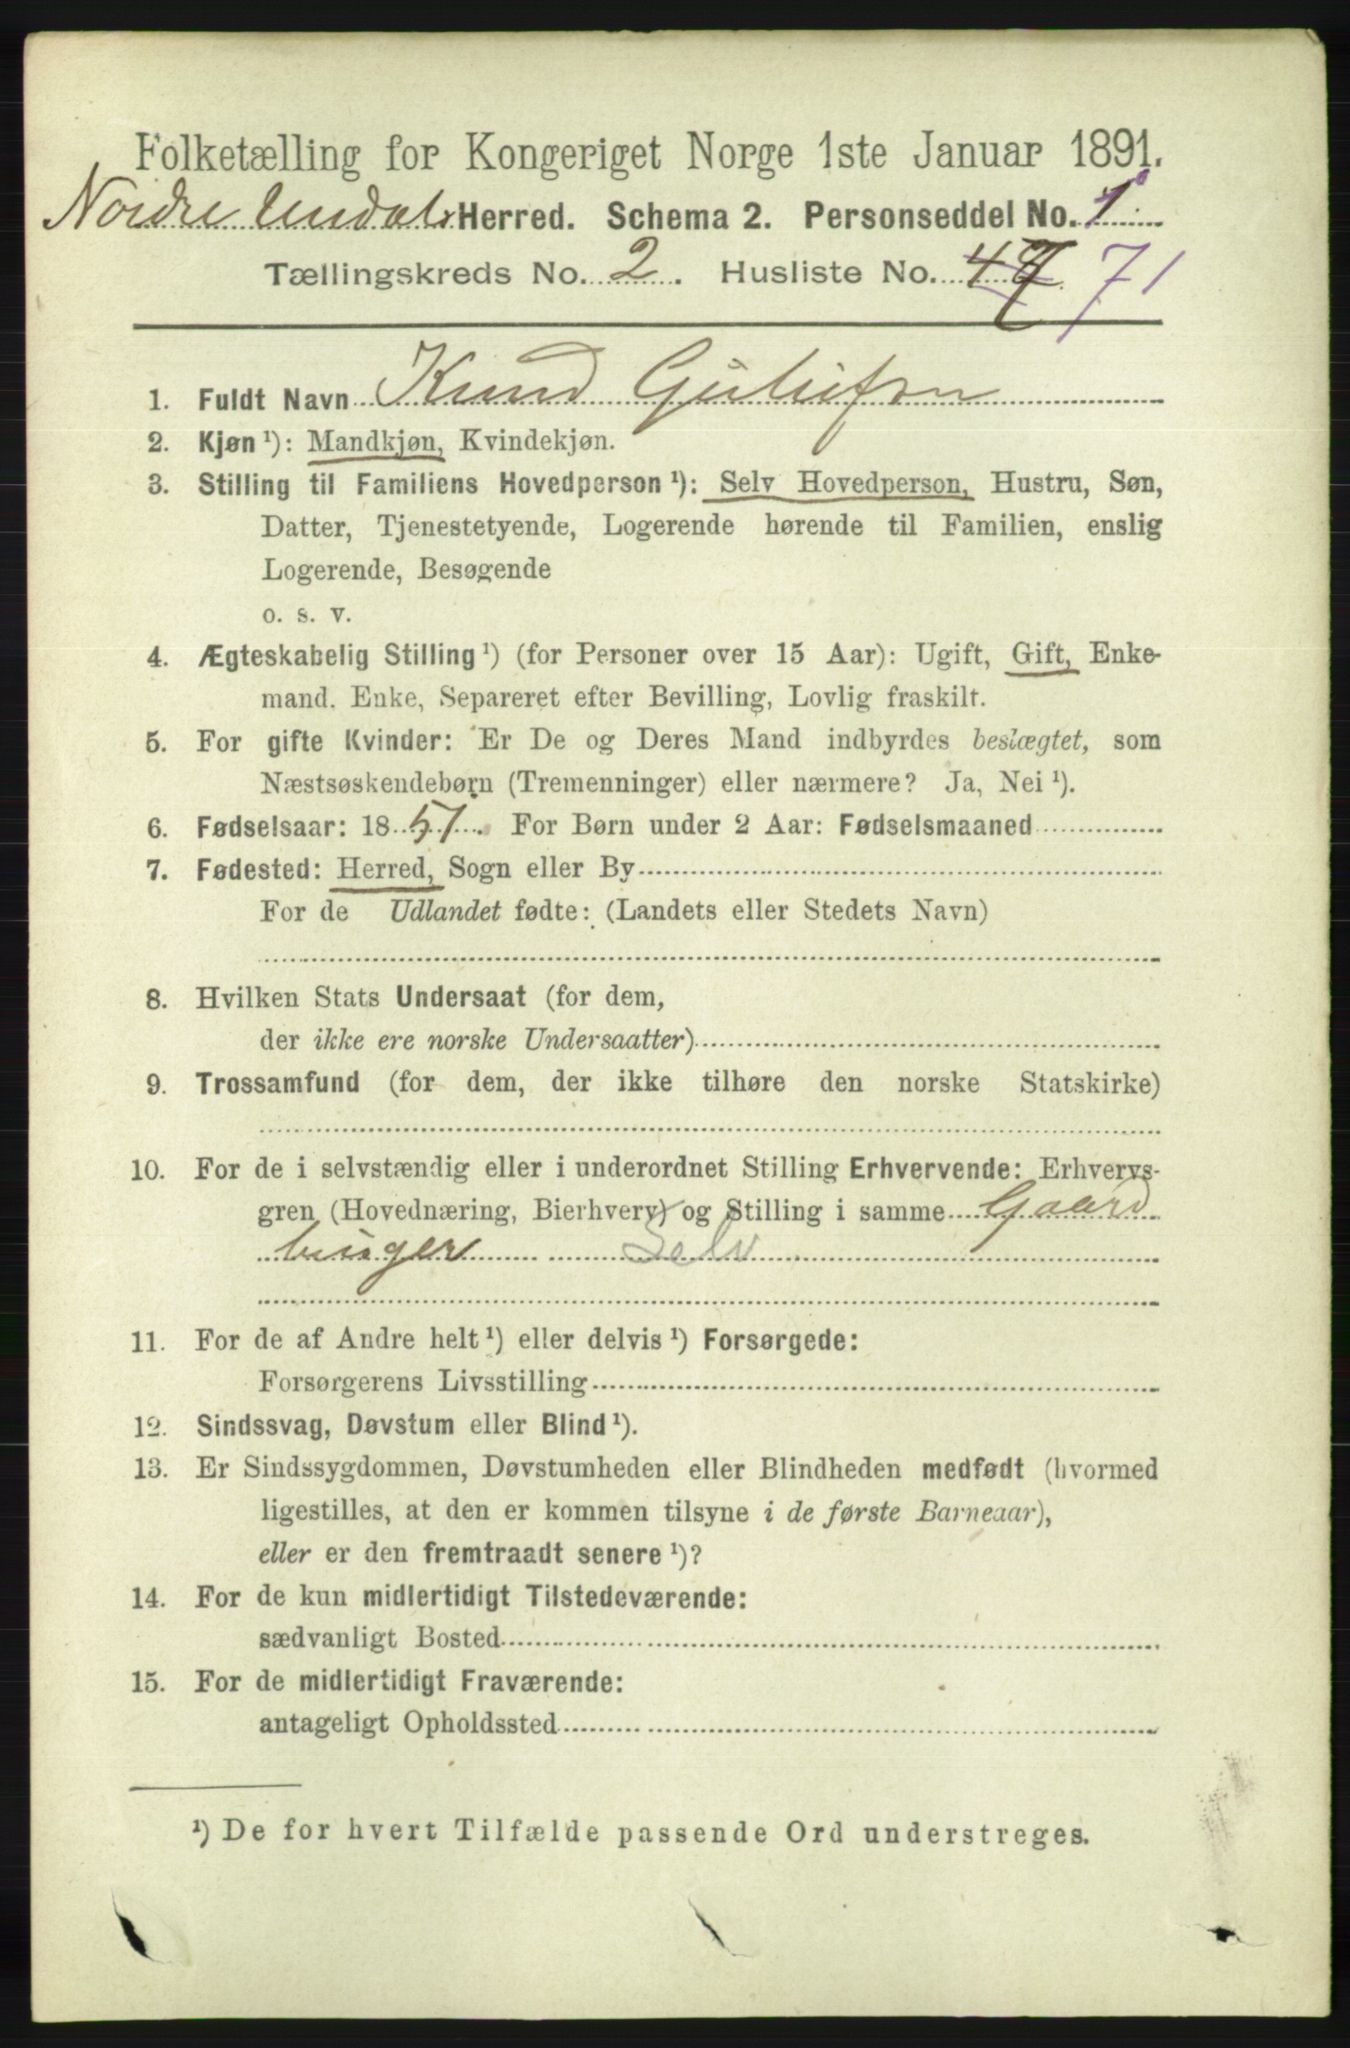 Folketælling for Kongeriget Norge 1ste Januar 1891.
Nordre Undals Herred. Schema 2. Personseddel No. 1
Tællingskreds No. 2. Husliste No. 71
1. Fuldt Navn Knud
2. Kjøn ¹): Mandkjøn, Kvindekjøn.
3. Stilling til Familiens Hovedperson ¹): Selv Hovedperson, Hustru, Søn,
Datter, Tjenestetyende, Logerende hørende til Familien, enslig
Logerende, Besøgende
o. s. v.
4. Ægteskabelig Stilling ¹) (for Personer over 15 Aar): Ugift, Gift, Enke-
mand. Enke, Separeret efter Bevilling, Lovlig fraskilt.
5. For gifte Kvinder: Er De og Deres Mand indbyrdes beslægtet, som
Næstsøskendebørn (Tremenninger) eller nærmere? Ja, Nei ¹).
6. Fødselsaar: 1851. For Børn under 2 Aar: Fødselsmaaned
7. Fødested: Herred, Sogn eller By
For de Udlandet fødte: (Landets eller Stedets Navn)
8. Hvilken Stats Undersaat (for dem,
der ikke ere norske Undersaatter)
9. Trossamfund (for dem, der ikke tilhøre den norske Statskirke)
10. For de i selvstændig eller i underordnet Stilling Erhvervende: Erhvervs-
gren (Hovednæring, Bierhverv) og Stilling i samme Gaard
bruger Selv
11. For de af Andre helt ¹) eller delvis ¹) Forsørgede:
Forsørgerens Livsstilling
12. Sindssvag, Døvstum eller Blind ¹).
13. Er Sindssygdommen, Døvstumheden eller Blindheden medfødt (hvormed
ligestilles, at den er kommen tilsyne i de første Barneaar),
eller er den fremtraadt senere ¹)?
14. For de kun midlertidigt Tilstedeværende:
sædvanligt Bosted
15. For de midlertidigt Fraværende:
antageligt Opholdssted
¹) De for hvert Tilfælde passende Ord understreges.